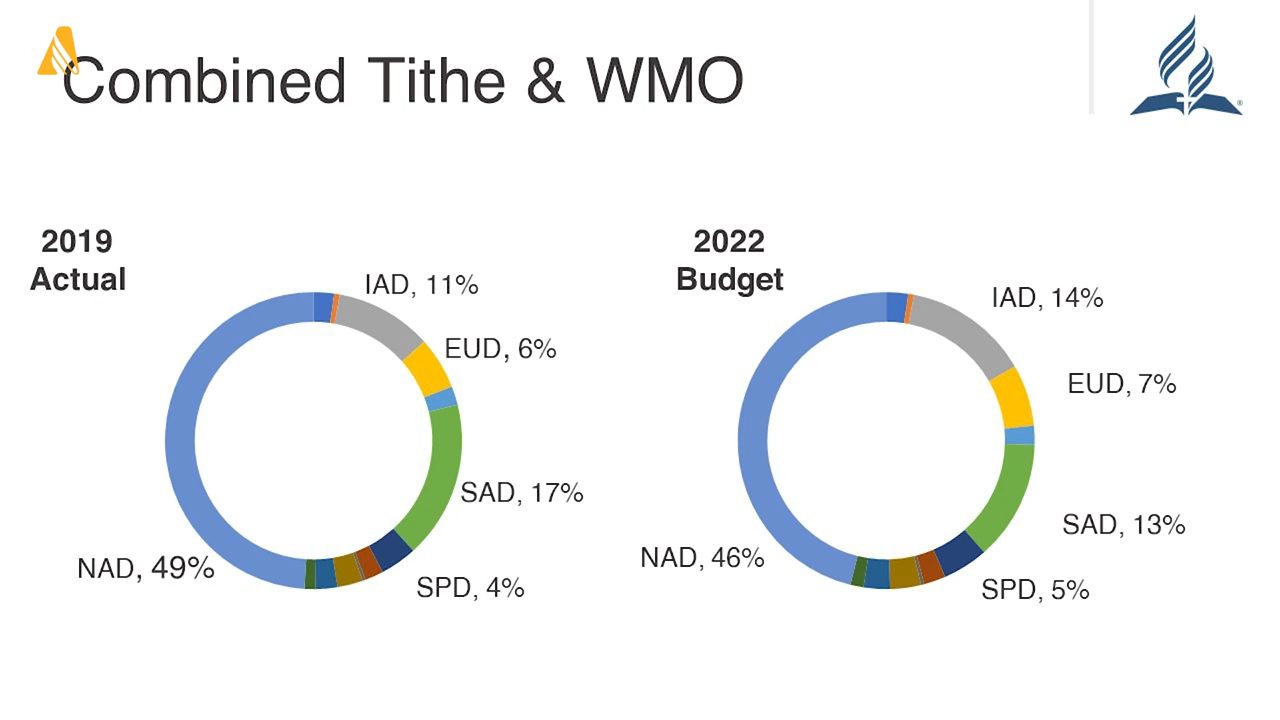 Combined Tithe & WMO
2019
Actual
IAD, 11%
EUD, 6%
SAD, 17%
SPD, 4%
NAD, 49%
2022
Budget
IAD, 14%
EUD, 7%
SAD, 13%
SPD, 5%
NAD, 46%